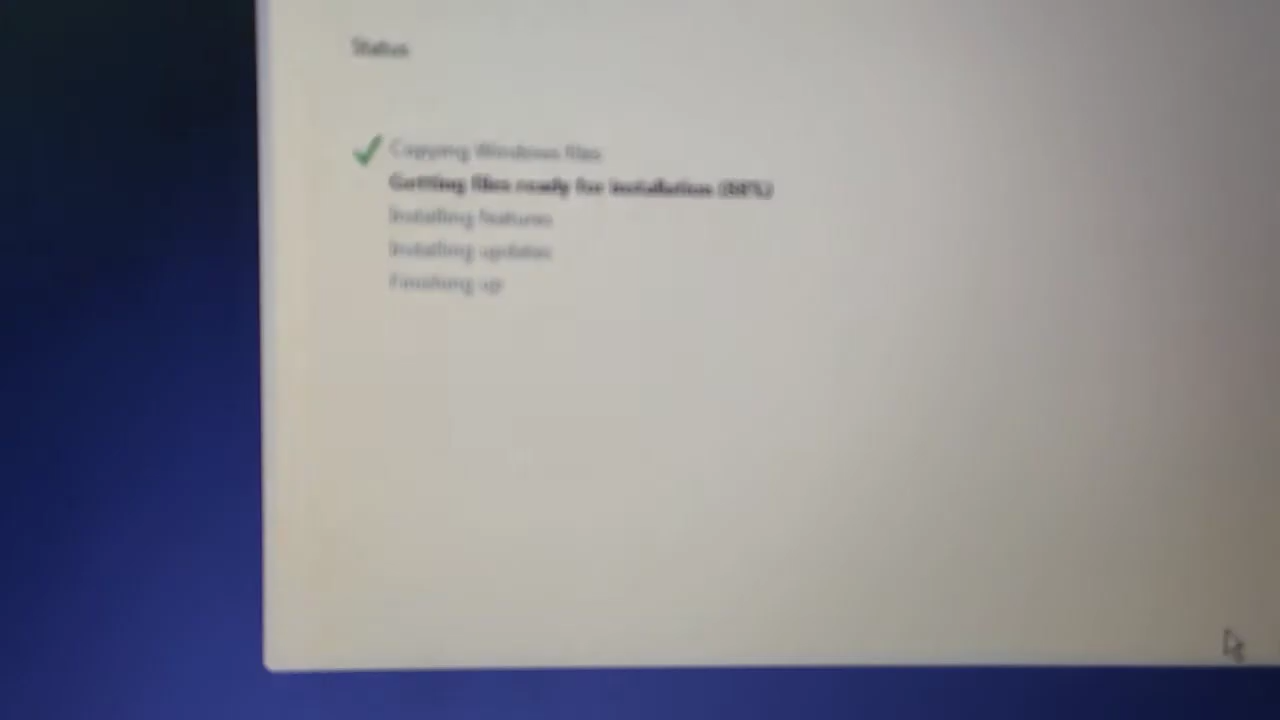 Status
Copying Windows files
Getting files ready for installation
Installing features
Installing updates
Finishing up